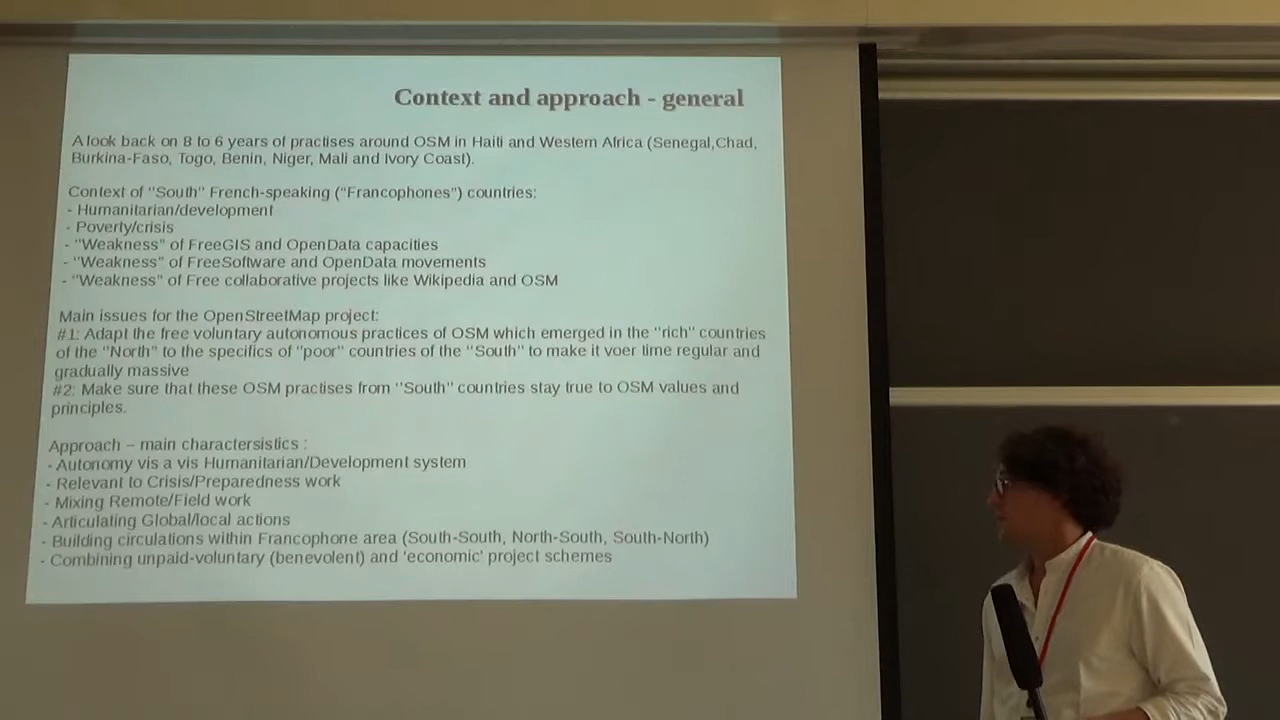 Context and approach - general
A look back on 8 to 6 years of practises around OSM in Haiti and Western Africa (Senegal,Chad,
Burkina-Faso, Togo, Benin, Niger, Mali and Ivory Coast).
Context of "South" French-speaking ("Francophones") countries:
- Humanitarian/development
- Poverty/crisis
- "Weakness" of FreeGIS and OpenData capacities
- "Weakness" of FreeSoftware and OpenData movements
- "Weakness" of Free collaborative projects like Wikipedia and OSM
Main issues for the OpenStreetMap project:
#1: Adapt the free voluntary autonomous practices of OSM which emerged in the "rich" countries
of the "North" to the specifics of "poor" countries of the "South" to make it voer time regular and
gradually massive
#2: Make sure that these OSM practises from "South" countries stay true to OSM values and
principles.
Approach – main charactersistics :
- Autonomy vis a vis Humanitarian/Development system
- Relevant to Crisis/Preparedness work
- Mixing Remote/Field work
- Articulating Global/local actions
- Building circulations within Francophone area (South-South, North-South, South-North)
- Combining unpaid-voluntary (benevolent) and 'economic' project schemes